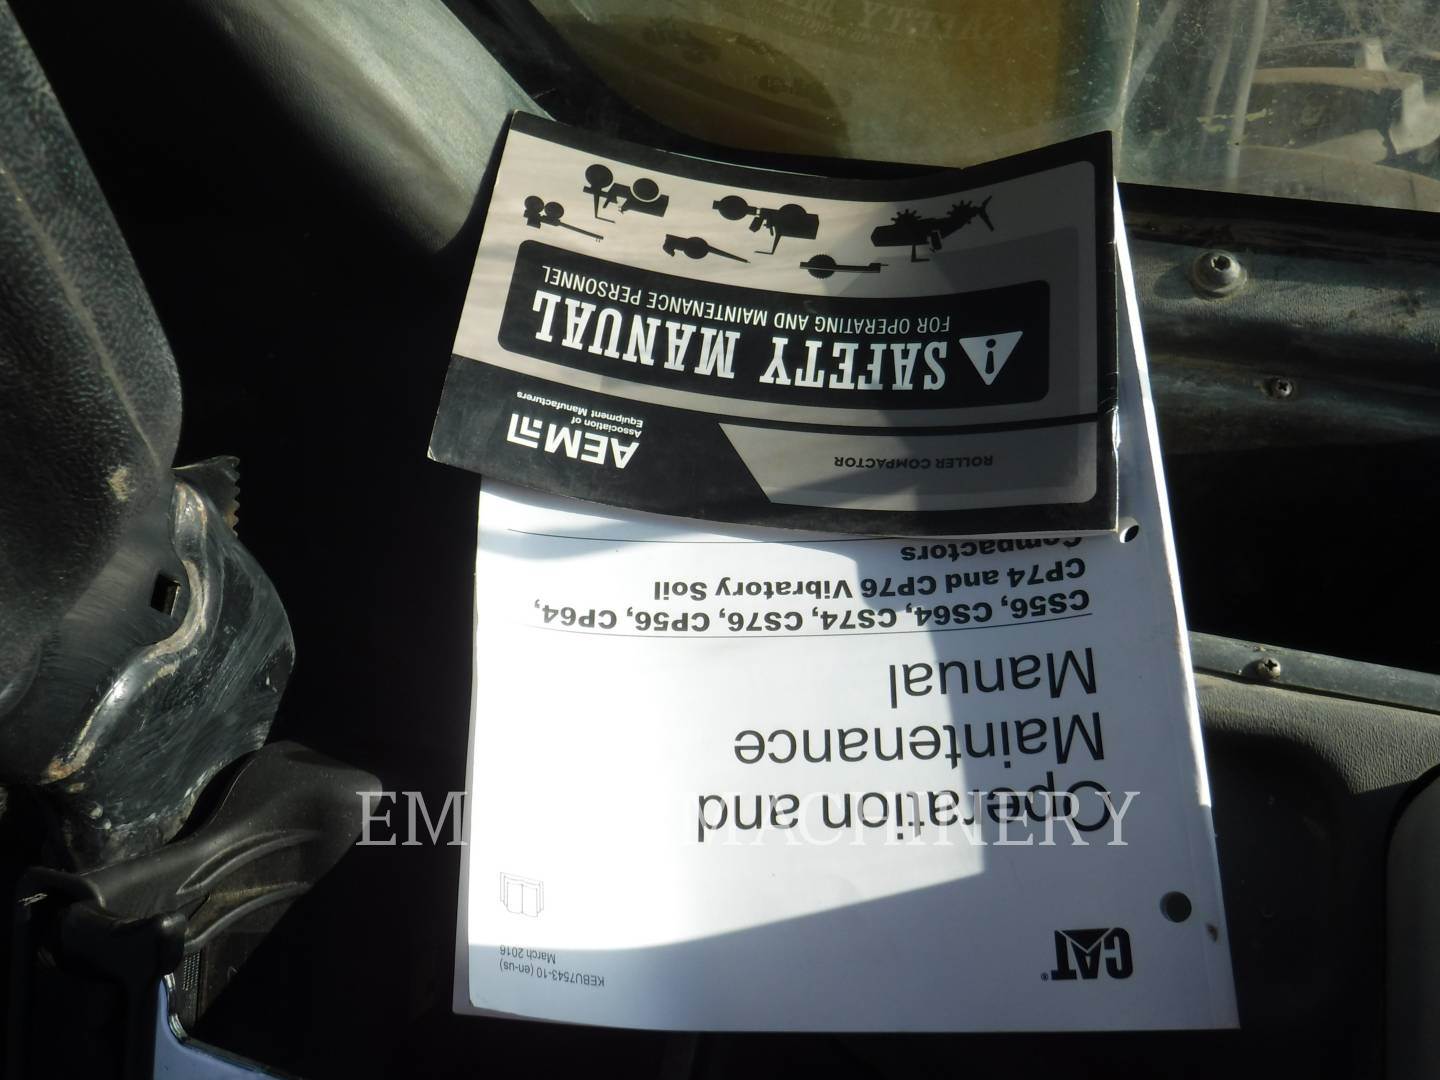 CAT®
KEBU7543-10 (en-us)
March 2016
Operation and
Maintenance
Manual
CS56, CS64, CS74, CS76, CP56, CP64,
CP74 and CP76 Vibratory Soil
Compactors
ROLLER COMPACTOR
AEM
Association of
Equipment Manufacturers
SAFETY MANUAL
FOR OPERATING AND MAINTENANCE PERSONNEL
EM MACHINERY
SAFETY M